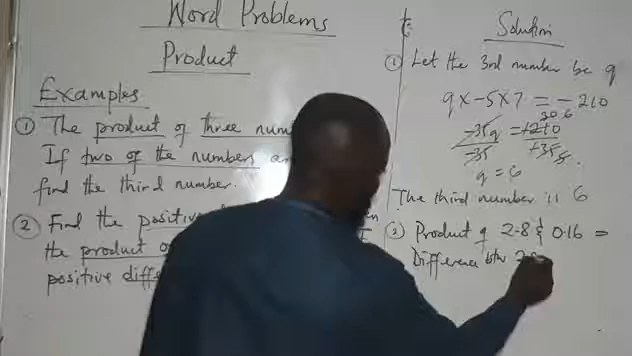 Word Problems
Product
Examples
① The product of three num
If two of the numbers
find the third number.
② Find the positive
the product
positive diff
Solution
① Let the 3rd number be q
q x -5 x 7 = -210
-35q = -210
-35
q = 6
The third number is 6
② Product of 2.8 & 0.16 =
Difference btw